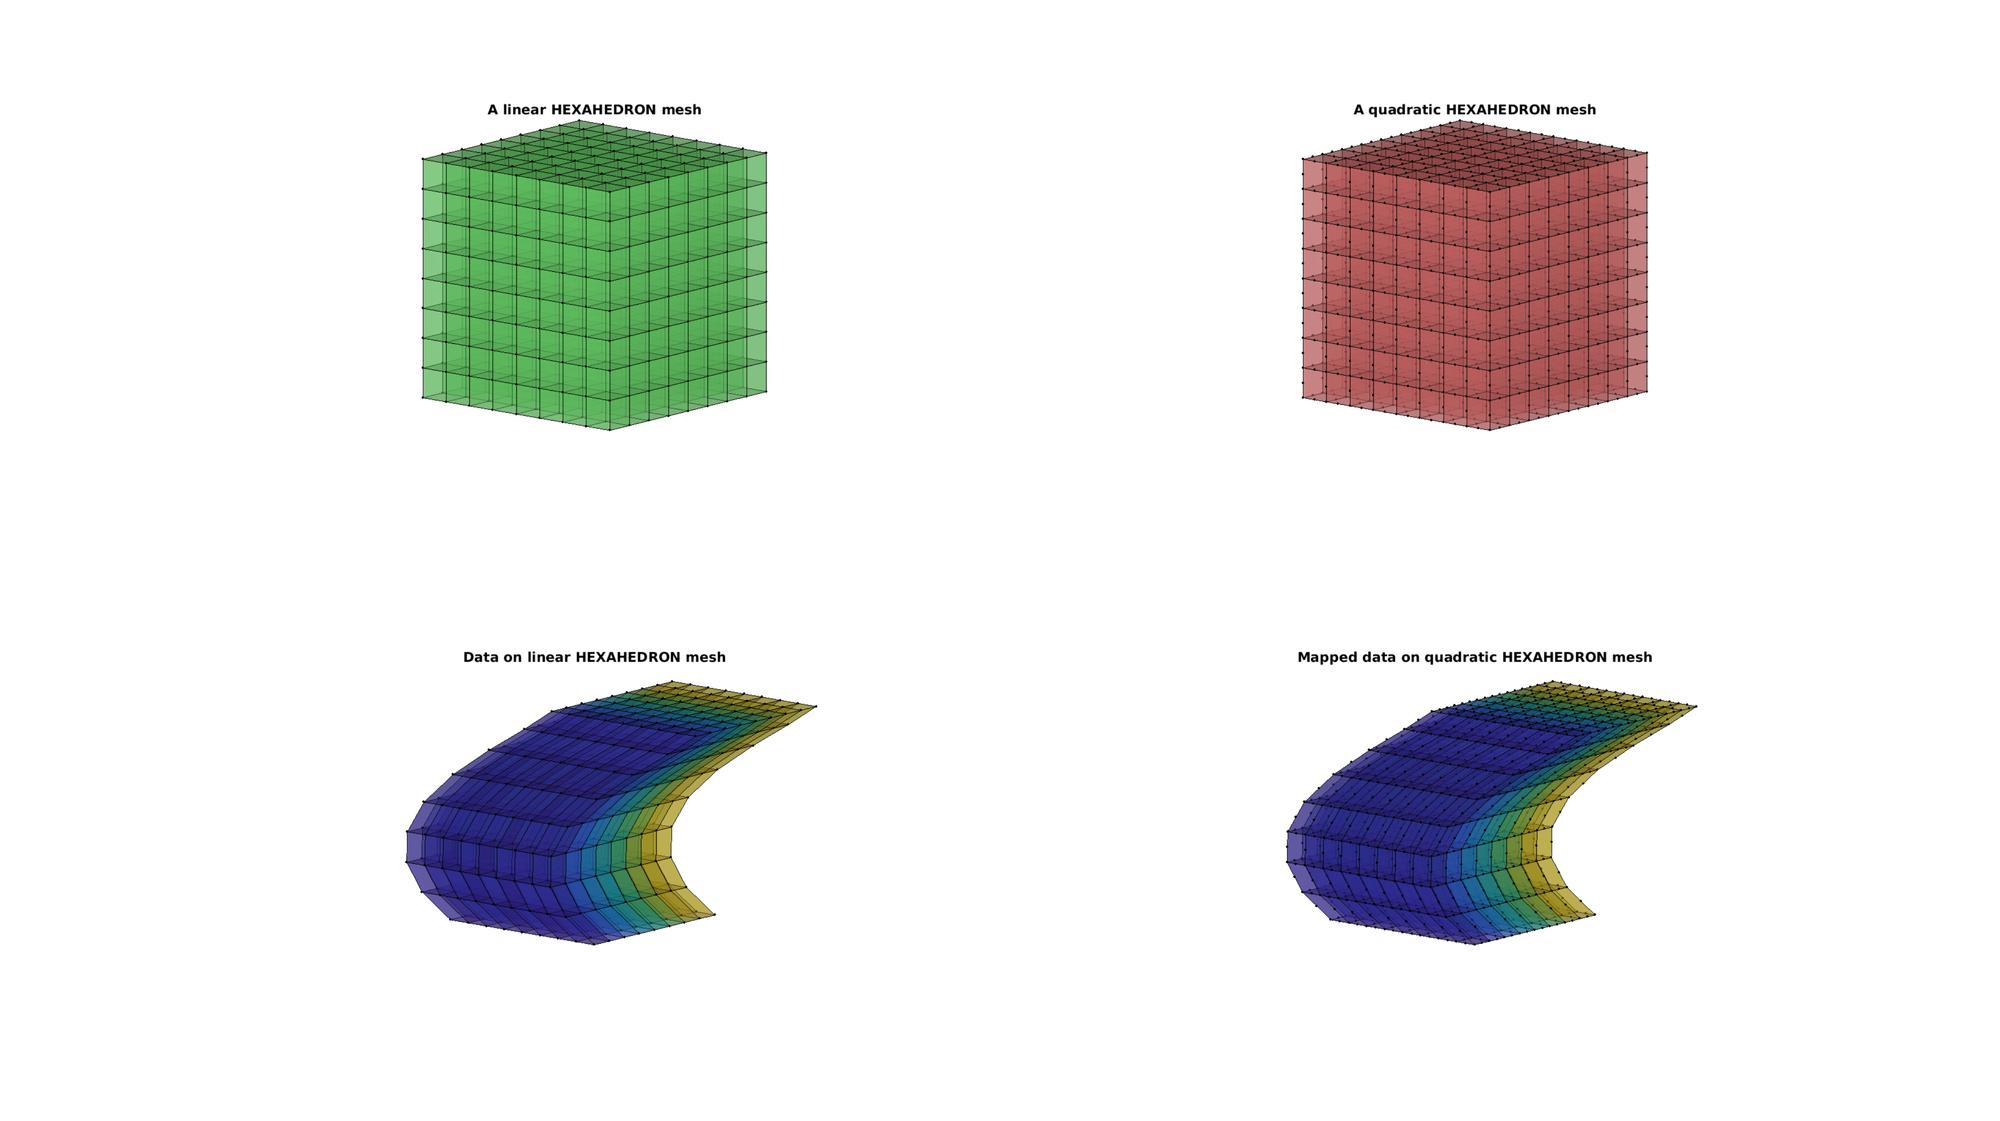 A linear HEXAHEDRON mesh
A quadratic HEXAHEDRON mesh
Data on linear HEXAHEDRON mesh
Mapped data on quadratic HEXAHEDRON mesh